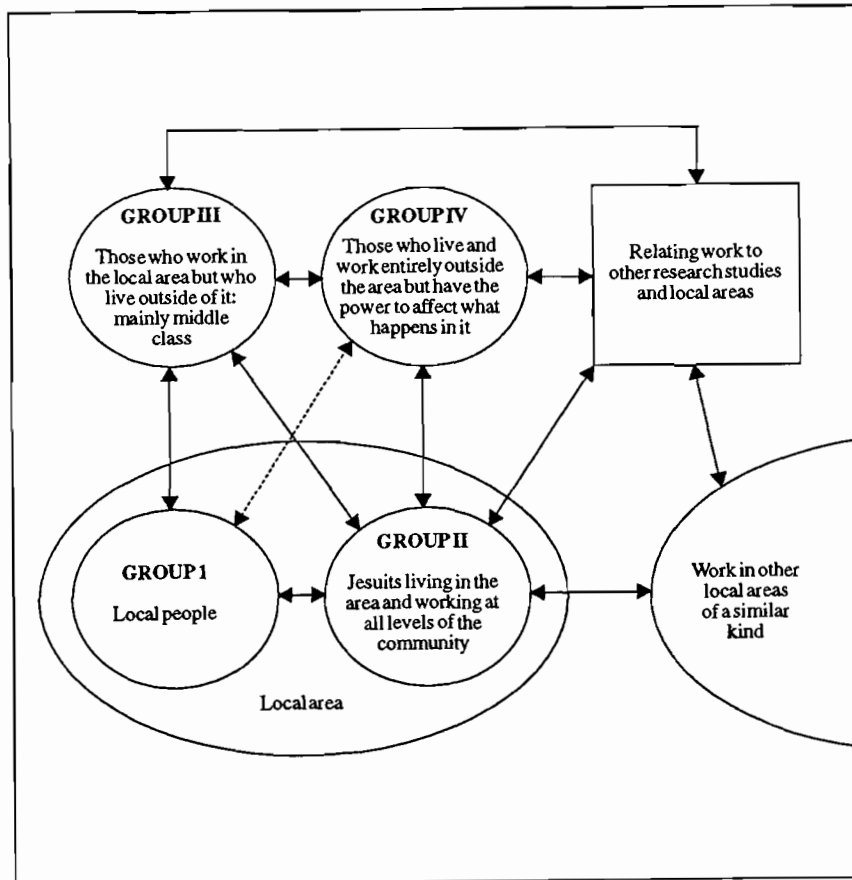 GROUP III
Those who work in
the local area but who
live outside of it:
mainly middle
class
GROUP IV
Those who live and
work entirely outside
the area but have the
power to affect what
happens in it
Relating work to
other research studies
and local areas
GROUP 1
Local people
GROUP II
Jesuits living in the
area and working at
all levels of the
community
Work in other
local areas
of a similar
kind
Local area